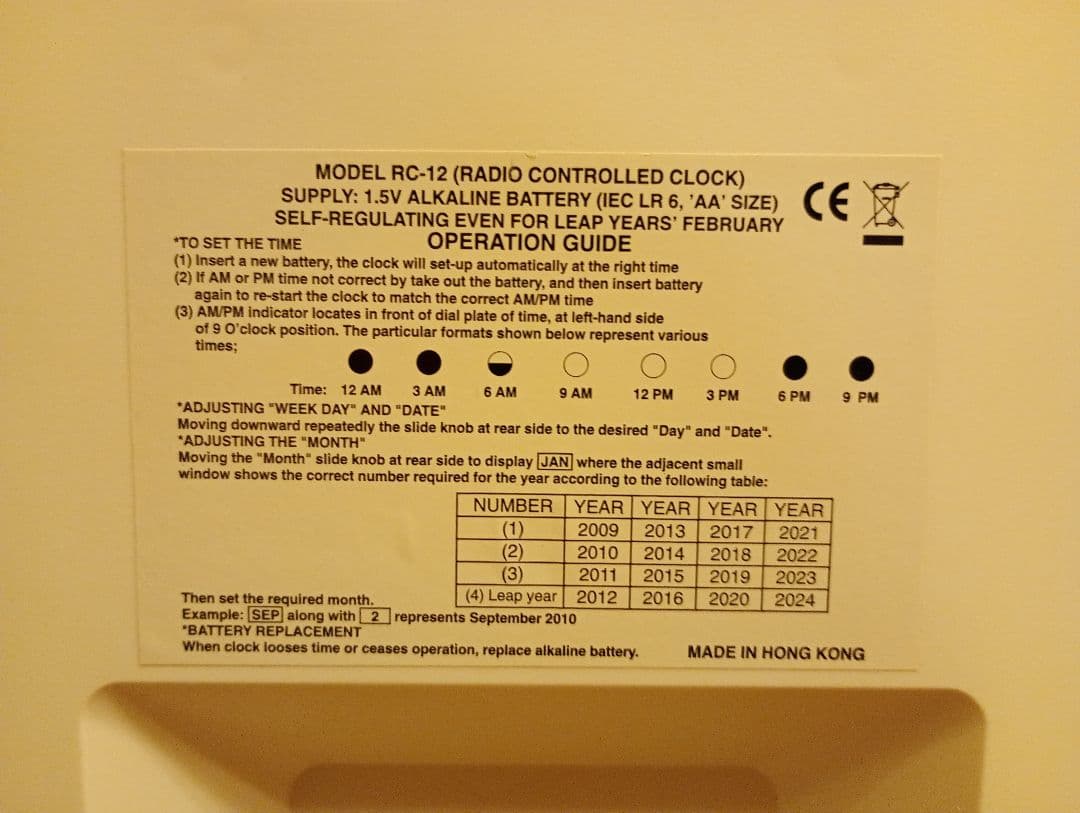 MODEL RC-12 (RADIO CONTROLLED CLOCK)
SUPPLY: 1.5V ALKALINE BATTERY (IEC LR 6, 'AA' SIZE)
SELF-REGULATING EVEN FOR LEAP YEARS' FEBRUARY
CE
OPERATION GUIDE
*TO SET THE TIME
(1) Insert a new battery, the clock will set-up automatically at the right time
(2) If AM or PM time not correct by take out the battery, and then insert battery
again to re-start the clock to match the correct AM/PM time
(3) AM/PM indicator locates in front of dial plate of time, at left-hand side
of 9 O'clock position. The particular formats shown below represent various
times;
Time: 12 AM 3 AM 6 AM 9 AM 12 PM 3 PM 6 PM 9 PM
*ADJUSTING "WEEK DAY" AND "DATE"
Moving downward repeatedly the slide knob at rear side to the desired "Day" and "Date".
*ADJUSTING THE "MONTH"
Moving the "Month" slide knob at rear side to display JAN where the adjacent small
window shows the correct number required for the year according to the following table:
NUMBER YEAR YEAR YEAR YEAR
(1) 2009 2013 2017 2021
(2) 2010 2014 2018 2022
(3) 2011 2015 2019 2023
(4) Leap year 2012 2016 2020 2024
Then set the required month.
Example: SEP along with 2 represents September 2010
*BATTERY REPLACEMENT
When clock looses time or ceases operation, replace alkaline battery.
MADE IN HONG KONG